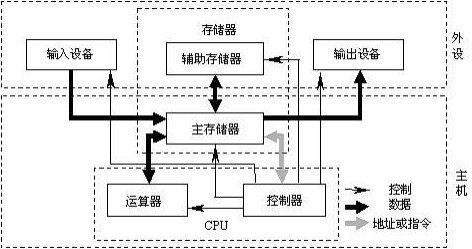 存储器
输入设备
辅助存储器
输出设备
外设
主存储器
运算器
控制器
CPU
主机
控制
数据
地址或指令